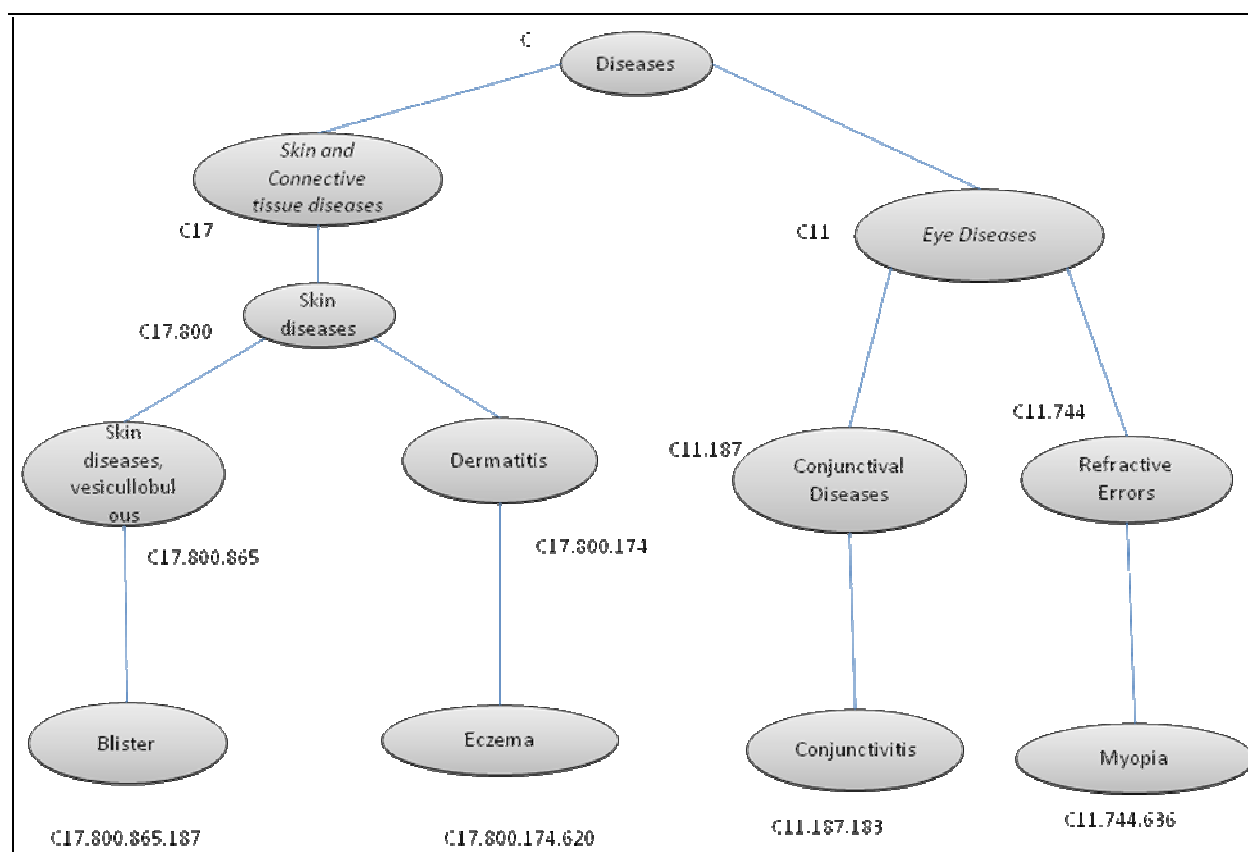 C
Diseases
Skin and
Connective
tissue diseases
C17
C11
Eye Diseases
Skin
diseases
C17.800
C11.744
Skin
diseases,
vesicullobul
ous
Dermatitis
C11.187
Conjunctival
Diseases
Refractive
Errors
C17.800.865
C17.800.174
Blister
Eczema
Conjunctivitis
Myopia
C17.800.865.187
C17.800.174.620
C11.187.183
C11.744.636